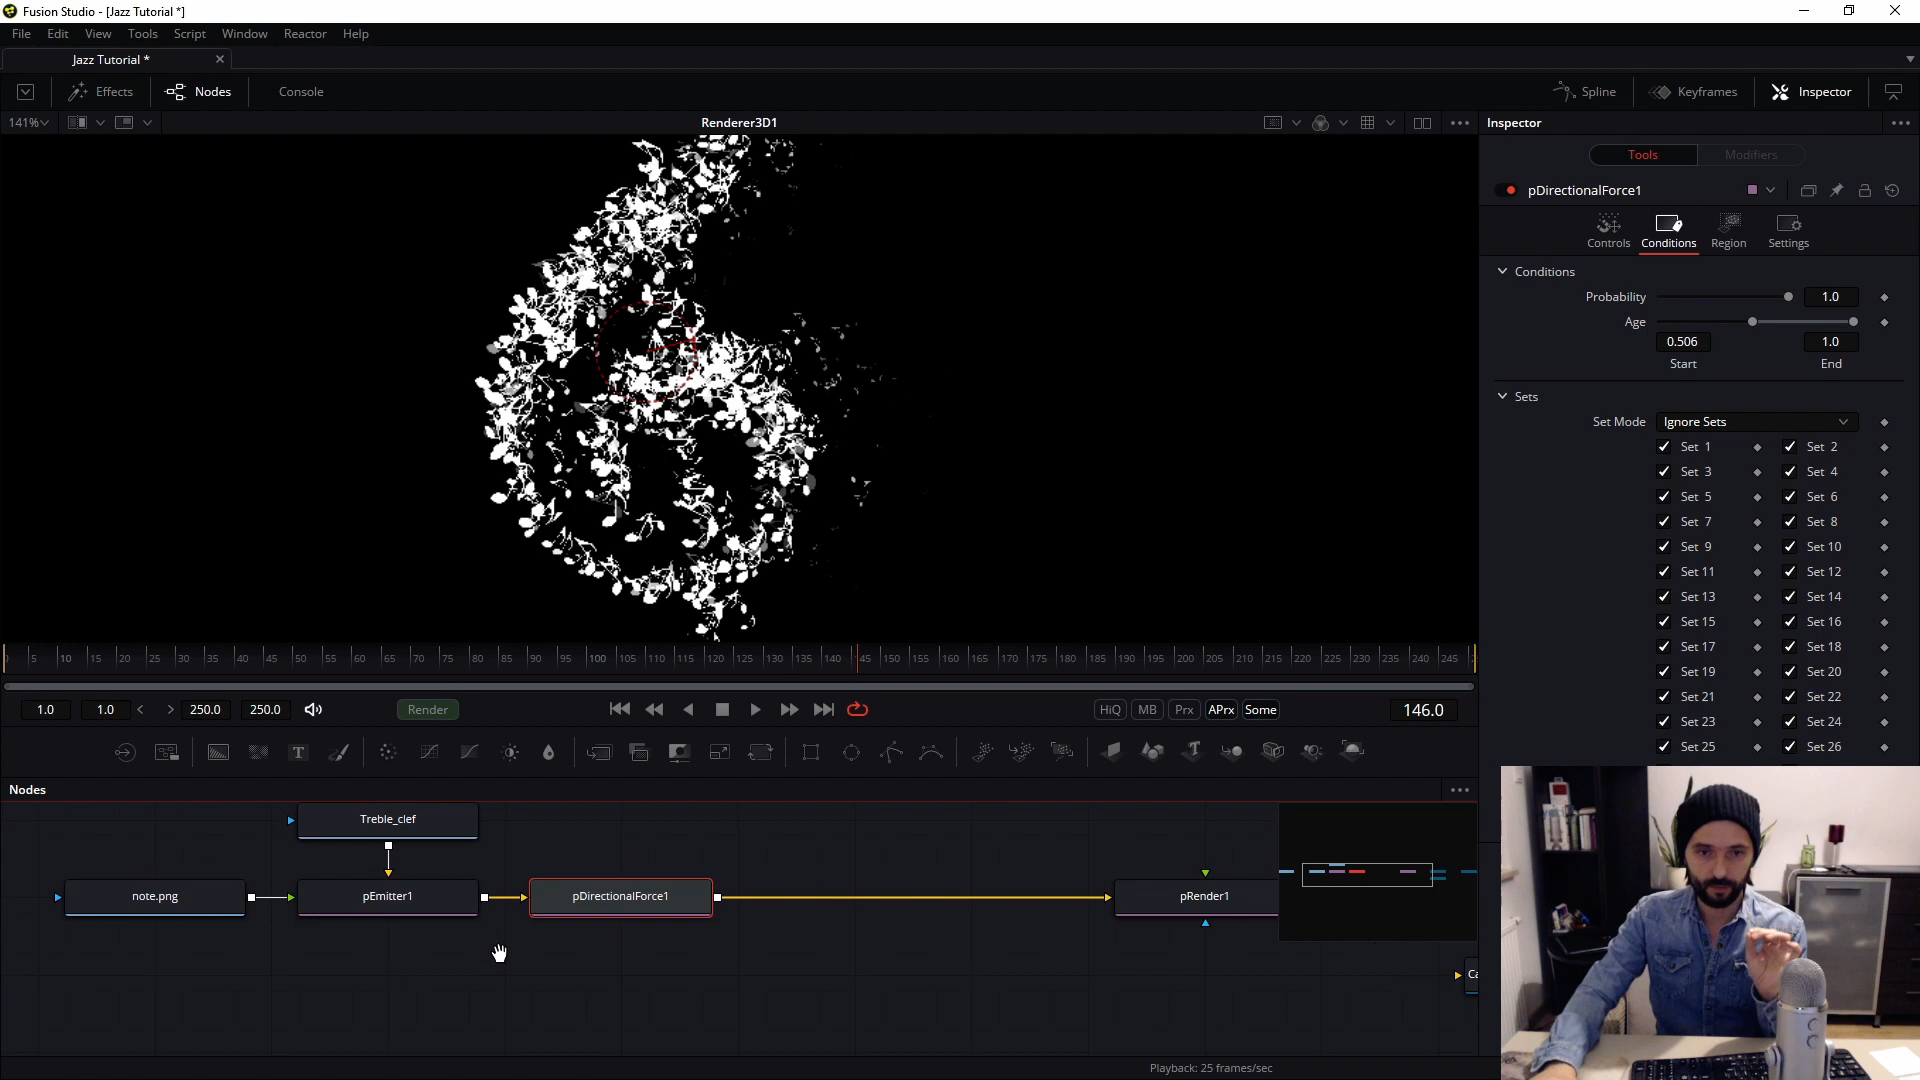 Fusion Studio - [Jazz Tutorial *]
File Edit View Tools Script Window Reactor Help
Jazz Tutorial *
Effects Nodes Console Spline Keyframes Inspector
141% Renderer3D1 Inspector
Tools Modifiers
pDirectionalForce1
Controls Conditions Region Settings
Conditions
Probability 1.0
Age
0.506 1.0
Start End
Sets
Set Mode Ignore Sets
Set 1 Set 2
Set 3 Set 4
Set 5 Set 6
Set 7 Set 8
Set 9 Set 10
Set 11 Set 12
Set 13 Set 14
Set 15 Set 16
Set 17 Set 18
Set 19 Set 20
Set 21 Set 22
Set 23 Set 24
Set 25 Set 26
5 10 15 20 25 30 35 40 45 50 55 60 65 70 75 80 85 90 95 100 105 110 115 120 125 130 135 140 45 150 155 160 165 170 175 180 185 190 195 200 205 210 215 220 225 230 235 240 245
1.0 1.0 < > 250.0 250.0 Render HiQ MB Prx APrx Some 146.0
Nodes
Treble_clef
note.png pEmitter1 pDirectionalForce1 pRender1
Ca
Playback: 25 frames/sec